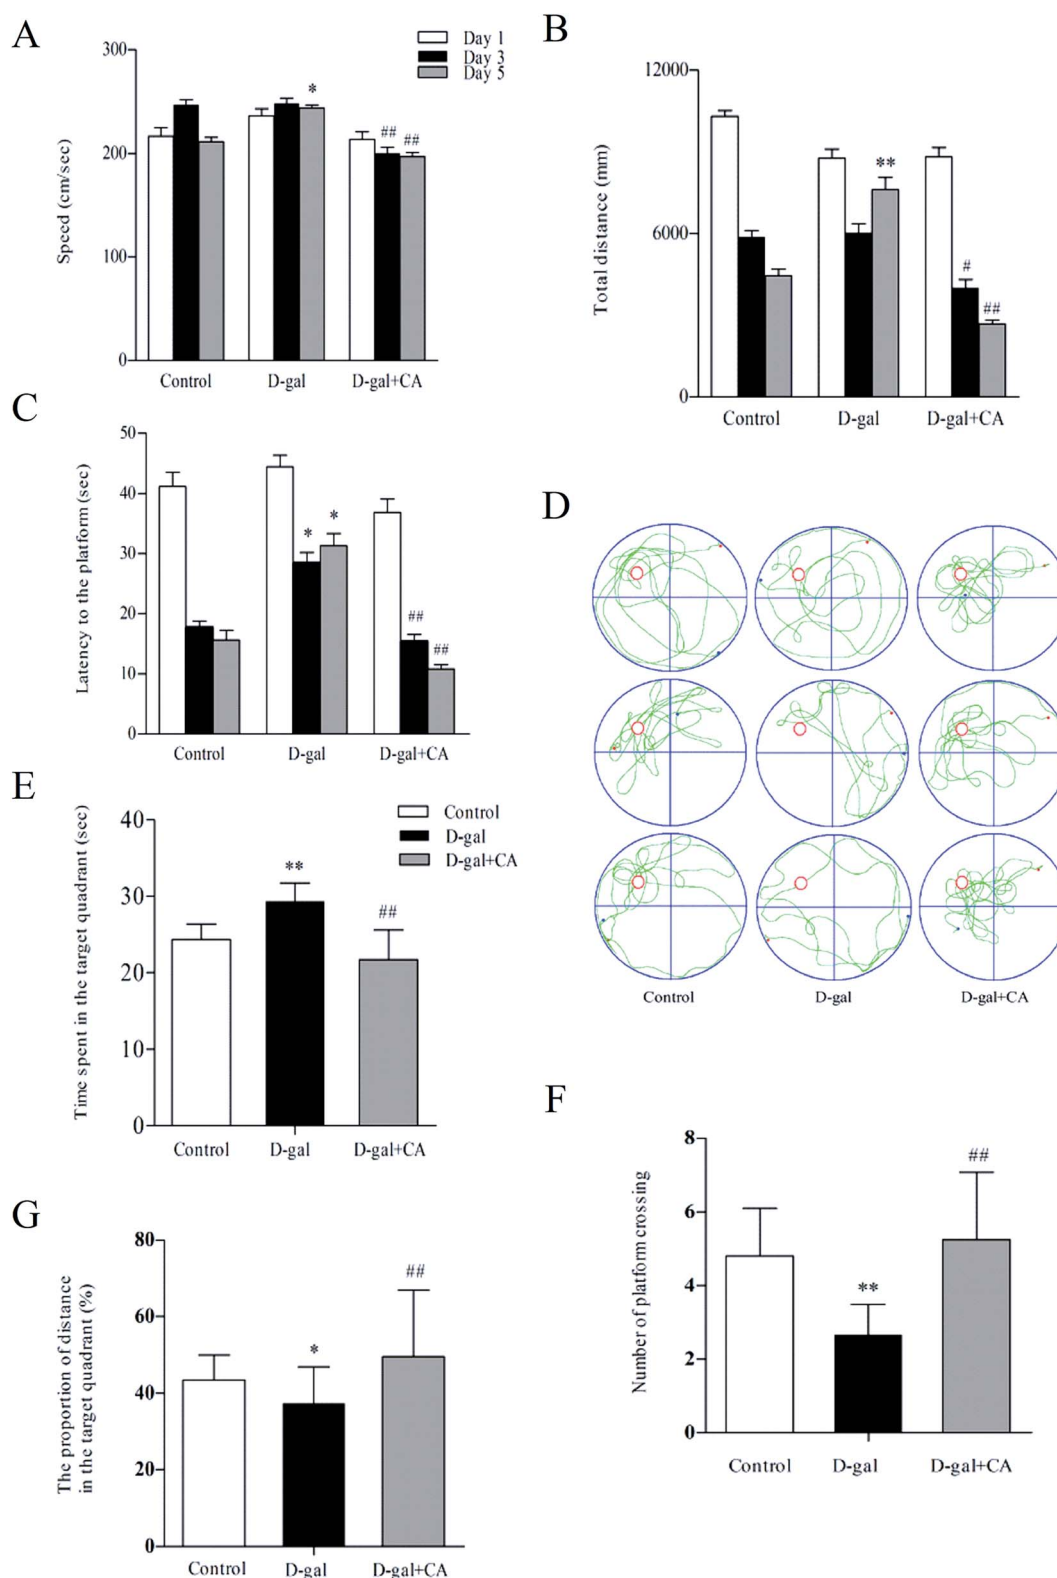 A
Speed (cm/sec)
300
200
100
0
Day 1
Day 3
Day 5
*
##
##
Control
D-gal
D-gal+CA
B
Total distance (mm)
12000
6000
0
**
#
##
Control
D-gal
D-gal+CA
C
Latency to the platform (sec)
50
40
30
20
10
0
*
*
##
##
Control
D-gal
D-gal+CA
D
Control
D-gal
D-gal+CA
E
Time spent in the target quadrant (sec)
40
30
20
10
0
Control
D-gal
D-gal+CA
**
##
Control
D-gal
D-gal+CA
F
Number of platform crossing
8
6
4
2
0
**
##
Control
D-gal
D-gal+CA
G
The proportion of distance
in the target quadrant (%)
80
60
40
20
0
*
##
Control
D-gal
D-gal+CA